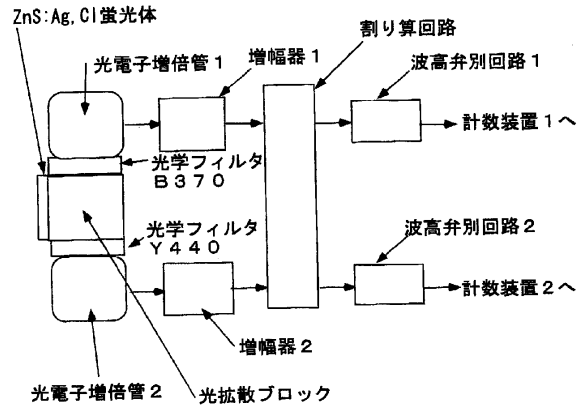 ZnS:Ag,Cl蛍光体
光電子増倍管1
増幅器1
割り算回路
波高弁別回路1
計数装置1へ
光学フィルタ
B370
光学フィルタ
Y440
波高弁別回路2
計数装置2へ
増幅器2
光電子増倍管2
光拡散ブロック